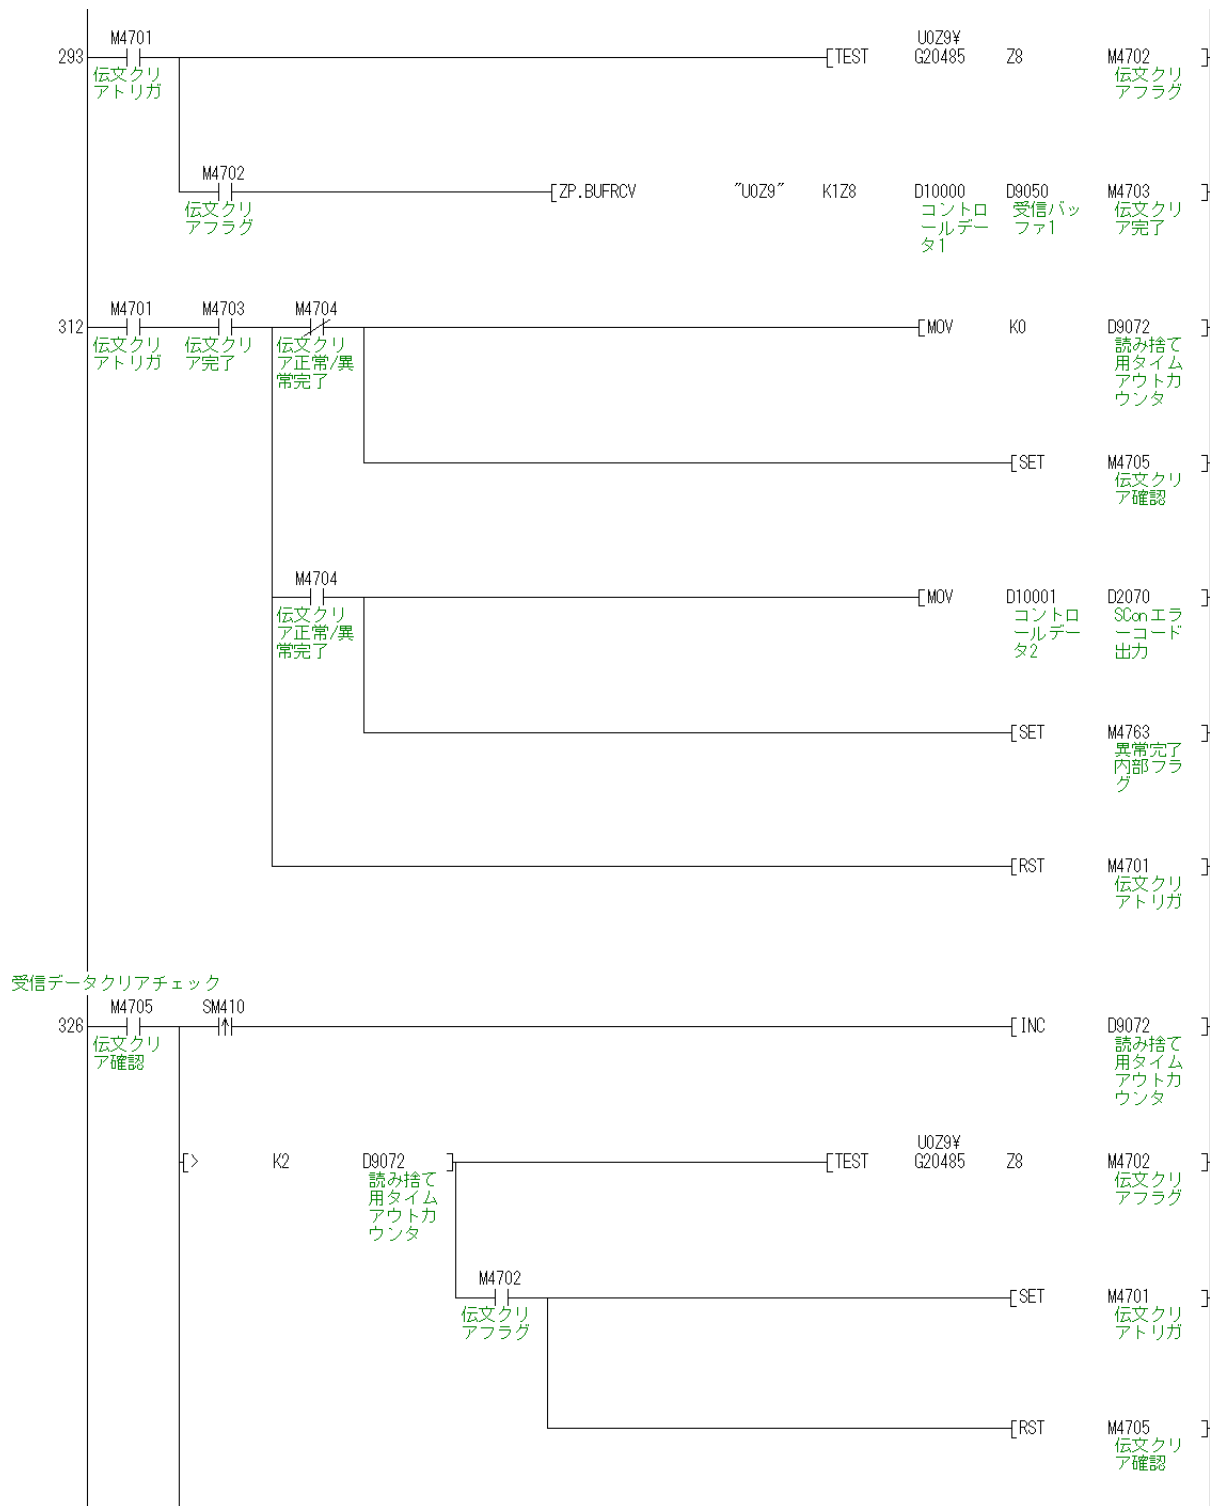 M4701 U0Z9¥
293 [TEST G20485 Z8 M4702 ]
伝文クリ 伝文クリ
アトリガ アフラグ
M4702
[ZP.BUFRCV "U0Z9" K1Z8 D10000 D9050 M4703 ]
伝文クリ コントロ 受信バッ 伝文クリ
アフラグ ールデー ファ1 ア完了
タ1
M4701 M4703 M4704
312 [MOV K0 D9072 ]
伝文クリ 伝文クリ 伝文クリ 読み捨て
アトリガ ア完了 ア正常/異 用タイム
常完了 アウトカ
ウンタ
[SET M4705 ]
伝文クリ
ア確認
M4704
[MOV D10001 D2070 ]
伝文クリ コントロ SConエラ
ア正常/異 ールデー ーコード
常完了 タ2 出力
[SET M4763 ]
異常完了
内部フラ
グ
[RST M4701 ]
伝文クリ
アトリガ
受信データクリアチェック
M4705 SM410
326 [INC D9072 ]
伝文クリ 読み捨て
ア確認 用タイム
アウトカ
ウンタ
U0Z9¥
[> K2 D9072 ] [TEST G20485 Z8 M4702 ]
読み捨て 伝文クリ
用タイム アフラグ
アウトカ
ウンタ
M4702
[SET M4701 ]
伝文クリ 伝文クリ
アフラグ アトリガ
[RST M4705 ]
伝文クリ
ア確認